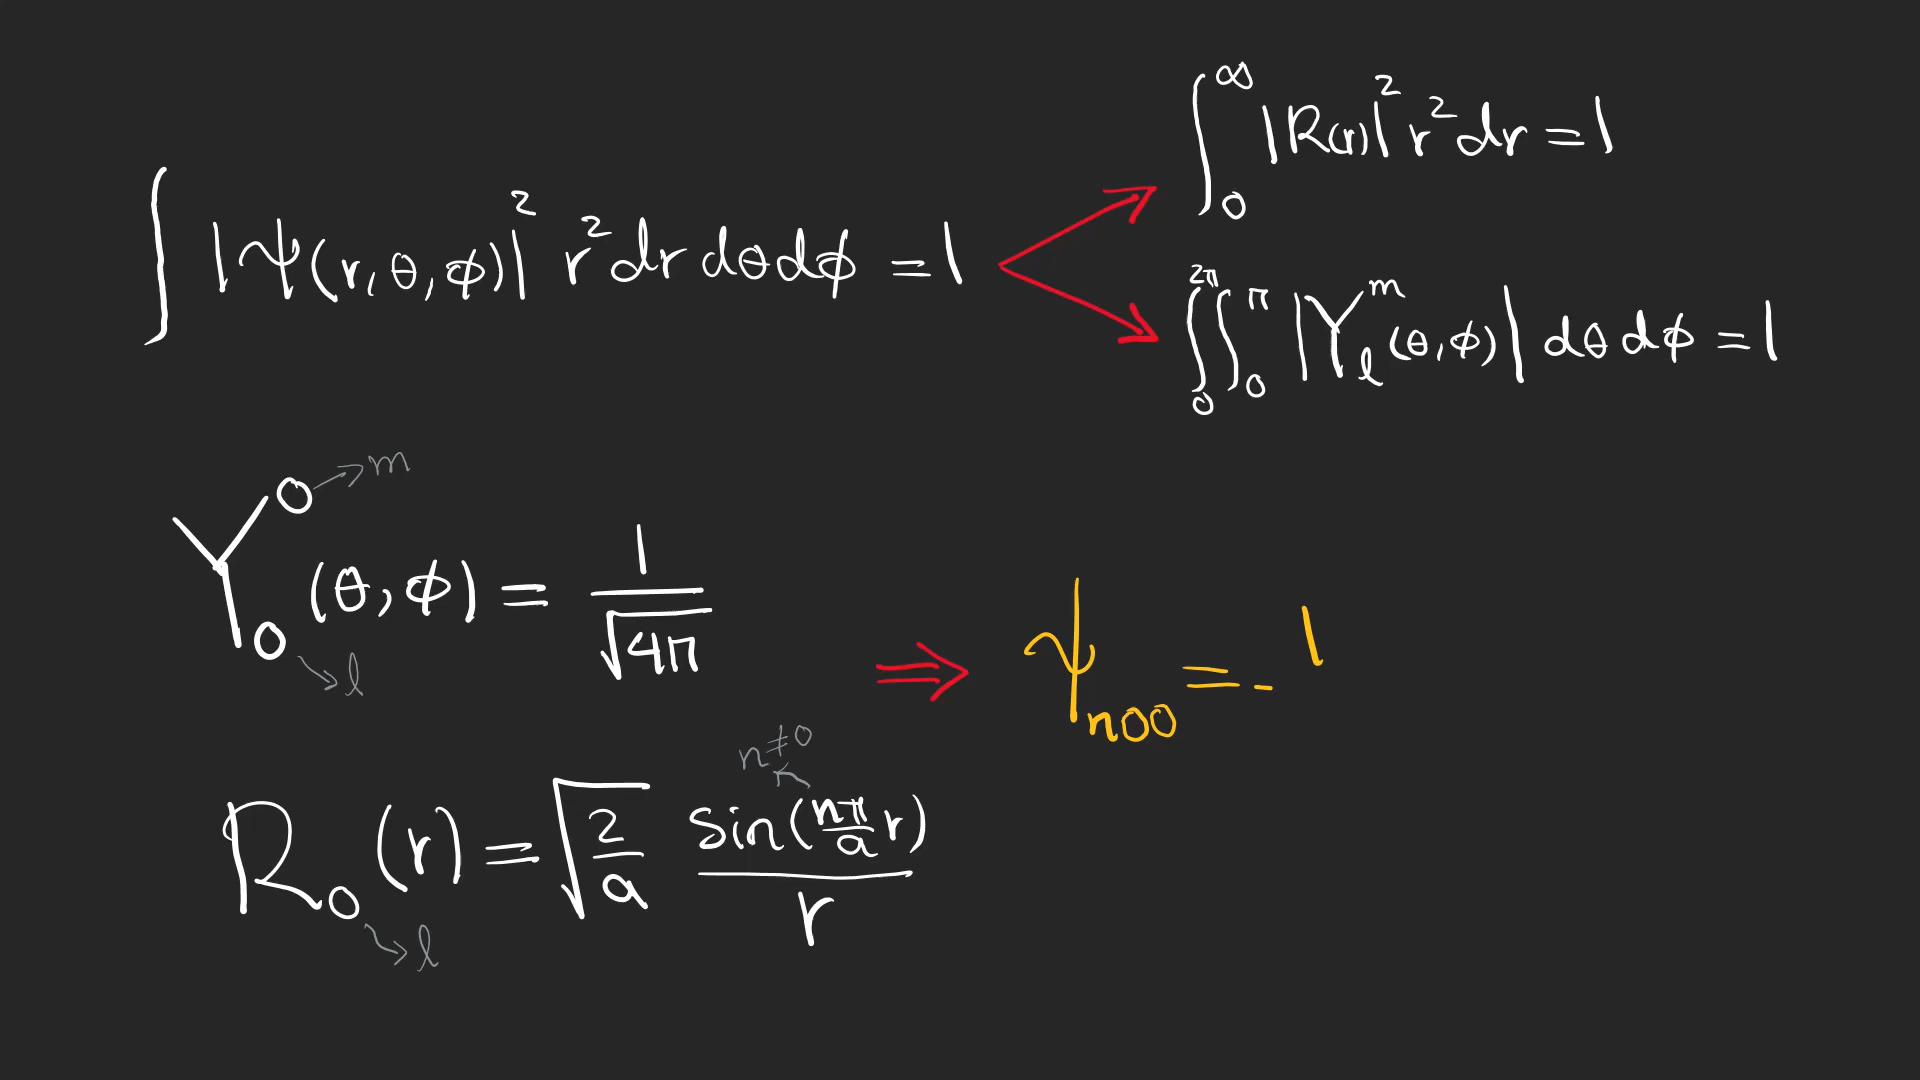 ∫ |ψ(r,θ,ϕ)|² r² dr dθ dϕ = 1
∫₀^∞ |R(r)|² r² dr = 1
∫₀^2π ∫₀^π |Y_l^m (θ,ϕ)| dθ dϕ = 1
Y₀⁰ (θ,ϕ) = 1/√4π
→ m
→ l
R₀ (r) = √(2/a) sin(nπ/a r)/r
n≠0
→ l
⇒ ψ_n00 = - 1